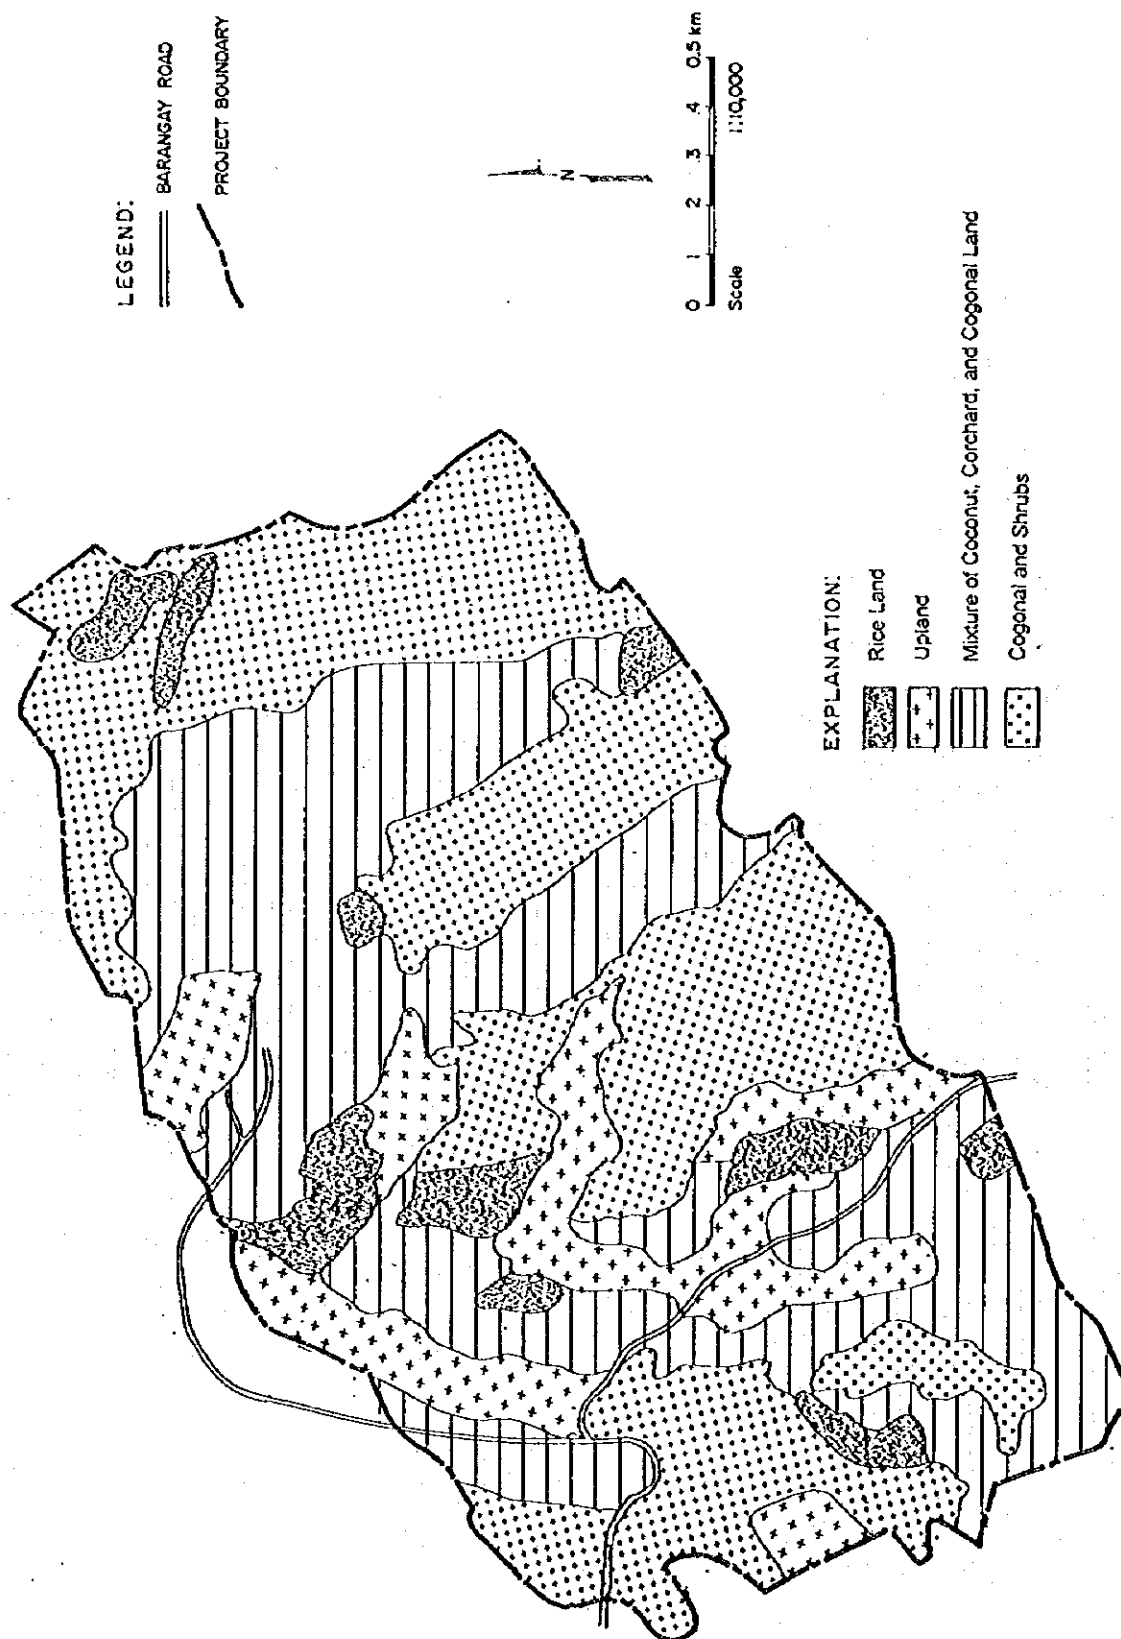 LEGEND:
BARANGAY ROAD
PROJECT BOUNDARY
N
0 1 2 .3 .4 0.5 km
Scale 1:10,000
EXPLANATION:
Rice Land
Upland
Mixture of Coconut, Corchard, and Cogonal Land
Cogonal and Shrubs